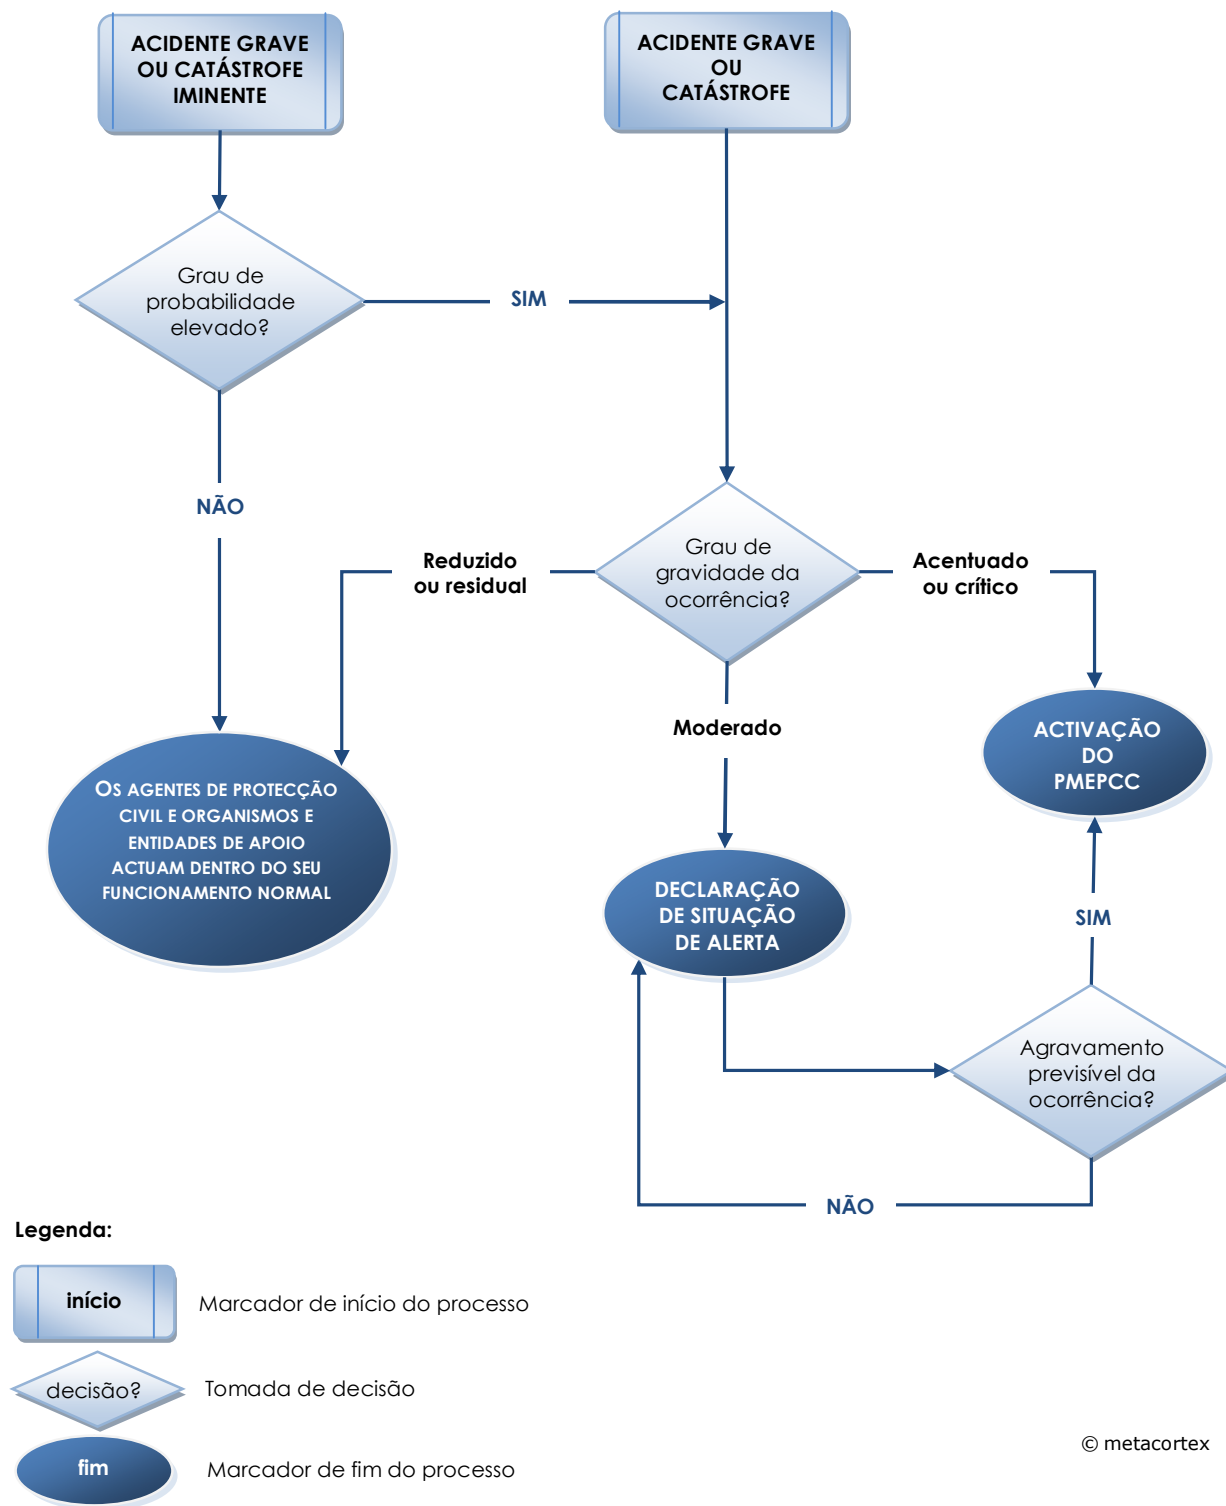 ACIDENTE GRAVE
OU CATÁSTROFE
IMINENTE
ACIDENTE GRAVE
OU
CATÁSTROFE
Grau de
probabilidade
elevado?
SIM
NÃO
Grau de
gravidade da
ocorrência?
Reduzido
ou residual
Acentuado
ou crítico
Moderado
ACTIVAÇÃO
DO
PMEPCC
OS AGENTES DE PROTECÇÃO
CIVIL E ORGANISMOS E
ENTIDADES DE APOIO
ACTUAM DENTRO DO SEU
FUNCIONAMENTO NORMAL
DECLARAÇÃO
DE SITUAÇÃO
DE ALERTA
SIM
Agravamento
previsível da
ocorrência?
NÃO
Legenda:
início
Marcador de início do processo
decisão?
Tomada de decisão
fim
Marcador de fim do processo
© metacortex